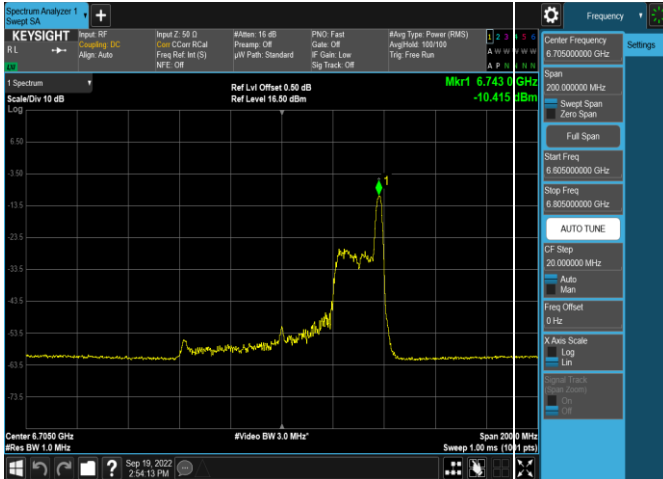 Spectrum Analyzer 1
Swept SA
+
Frequency
KEYSIGHT
Input: RF
Input Z: 50 Ω
#Atten: 16 dB
PNO: Fast
#Avg Type: Power (RMS)
1 2 3 4 5 6
RL
Coupling: DC
Corr CCorr RCal
Preamp: Off
Gate: Off
Avg|Hold: 100/100
A W W W W W
Align: Auto
Freq Ref: Int (S)
µW Path: Standard
IF Gain: Low
Trig: Free Run
NFE: Off
Sig Track: Off
A P N N N N
1 Spectrum
Scale/Div 10 dB
Ref Lvl Offset 0.50 dB
Ref Level 16.50 dBm
Mkr1 6.743 0 GHz
-10.415 dBm
Log
6.50
-3.50
-13.5
-23.5
-33.5
-43.5
-53.5
-63.5
-73.5
1
Center 6.7050 GHz
#Res BW 1.0 MHz
#Video BW 3.0 MHz*
Span 200.0 MHz
Sweep 1.00 ms (1001 pts)
Center Frequency
6.705000000 GHz
Settings
Span
200.000000 MHz
Swept Span
Zero Span
Full Span
Start Freq
6.605000000 GHz
Stop Freq
6.805000000 GHz
AUTO TUNE
CF Step
20.000000 MHz
Auto
Man
Freq Offset
0 Hz
X Axis Scale
Log
Lin
Signal Track
(Span Zoom)
On
Off
?
Sep 19, 2022
2:54:13 PM